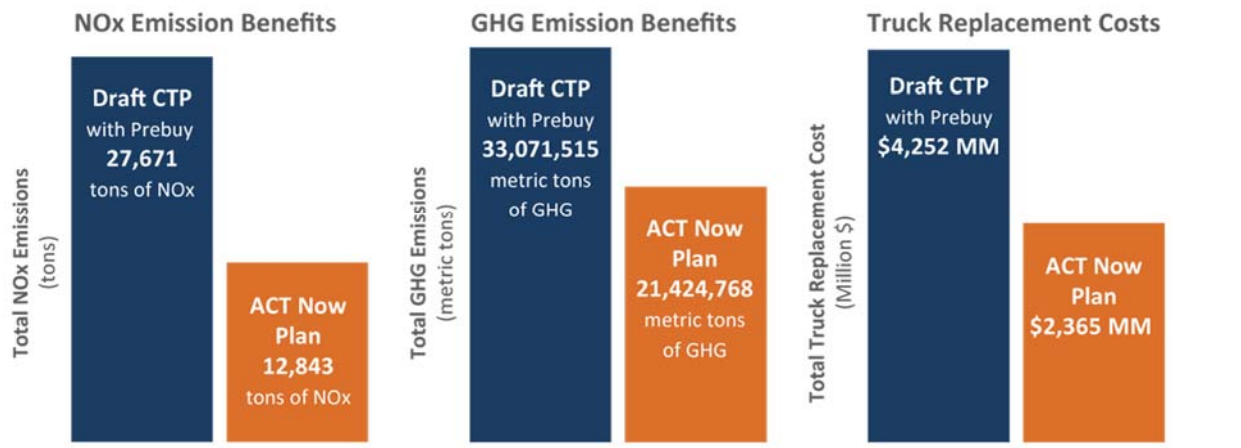 NOx Emission Benefits
Total NOx Emissions
(tons)
Draft CTP
with Prebuy
27,671
tons of NOx
ACT Now
Plan
12,843
tons of NOx
GHG Emission Benefits
Total GHG Emissions
(metric tons)
Draft CTP
with Prebuy
33,071,515
metric tons
of GHG
ACT Now
Plan
21,424,768
metric tons
of GHG
Truck Replacement Costs
Total Truck Replacement Cost
(Million $)
Draft CTP
with Prebuy
$4,252 MM
ACT Now
Plan
$2,365 MM